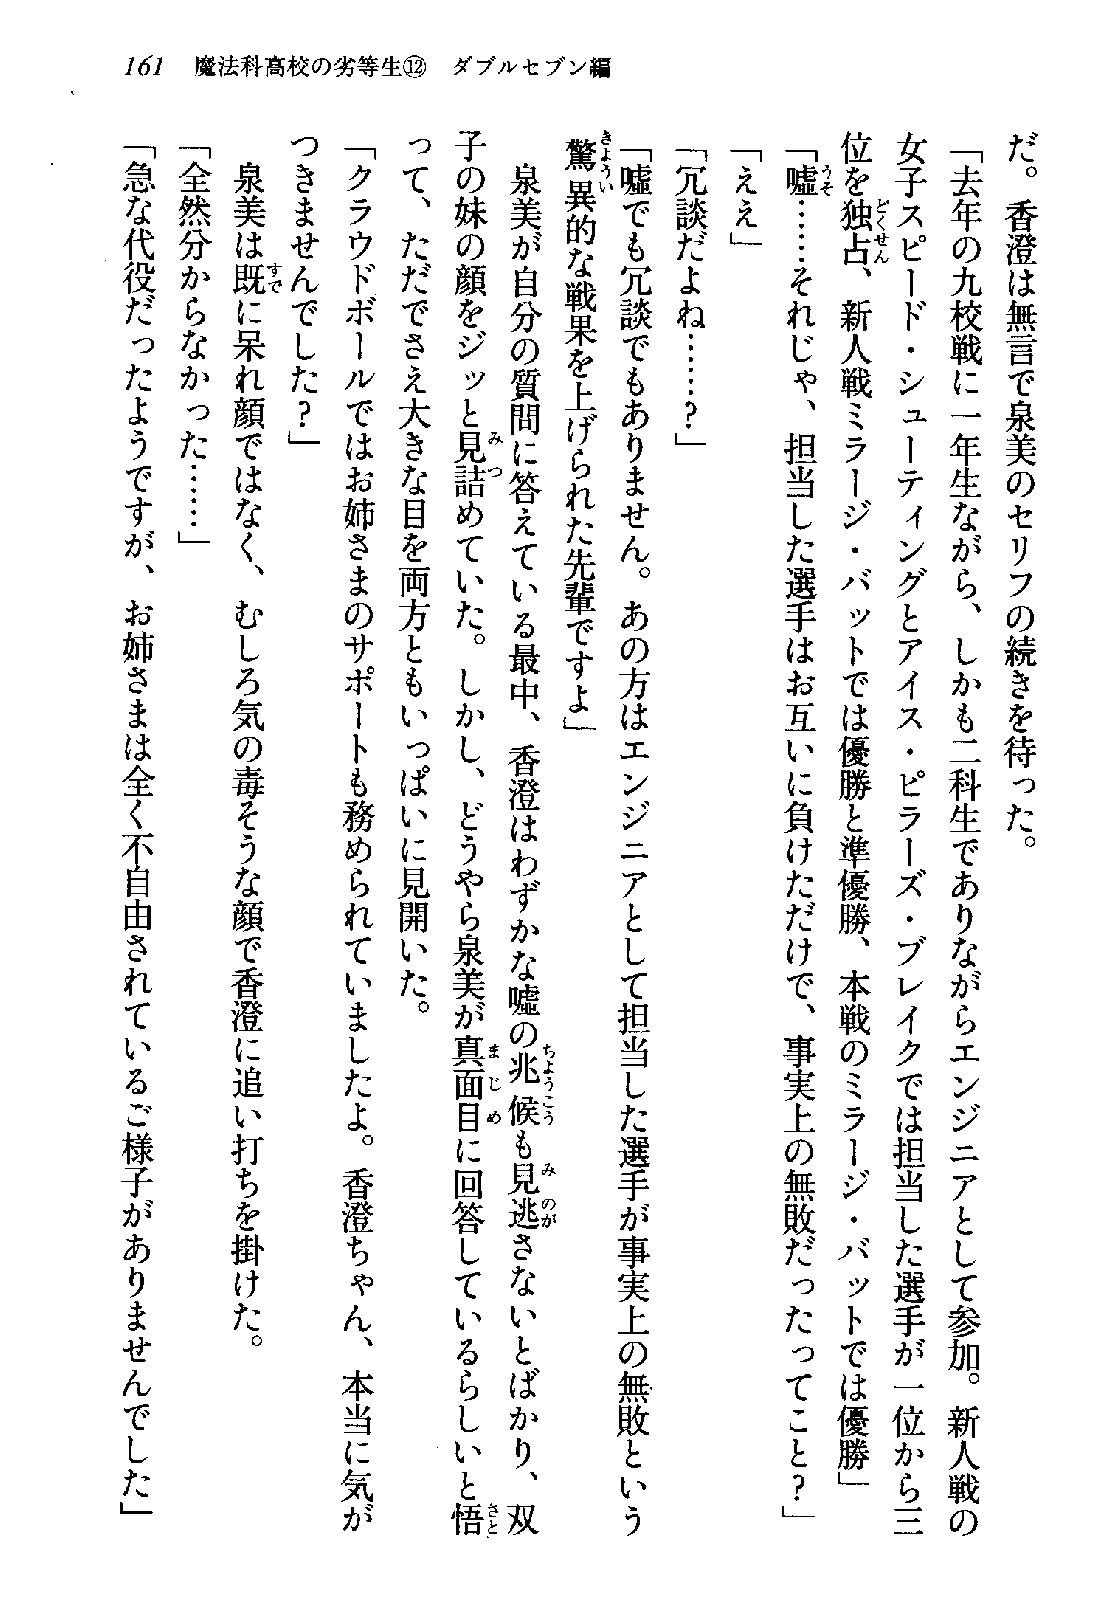 161　魔法科高校の劣等生⑫　ダブルセブン編
だ。香澄は無言で泉美のセリフの続きを待った。
「去年の九校戦に一年生ながら、しかも二科生でありながらエンジニアとして参加。新人戦の
女子スピード・シューティングとアイス・ピラーズ・ブレイクでは担当した選手が一位から三
位を独占、新人戦ミラージ・バットでは優勝と準優勝、本戦のミラージ・バットでは優勝」
「嘘……それじゃ、担当した選手はお互いに負けただけで、事実上の無敗だったってこと？」
「ええ」
「冗談だよね……？」
「嘘でも冗談でもありません。あの方はエンジニアとして担当した選手が事実上の無敗という
驚異的な戦果を上げられた先輩ですよ」
　泉美が自分の質問に答えている最中、香澄はわずかな嘘の兆候も見逃さないとばかり、双
子の妹の顔をジッと見詰めていた。しかし、どうやら泉美が真面目に回答しているらしいと悟
って、ただでさえ大きな目を両方ともいっぱいに見開いた。
「クラウドボールではお姉さまのサポートも務められていましたよ。香澄ちゃん、本当に気が
つきませんでした？」
　泉美は既に呆れ顔ではなく、むしろ気の毒そうな顔で香澄に追い打ちを掛けた。
「全然分からなかった……」
「急な代役だったようですが、お姉さまは全く不自由されているご様子がありませんでした」